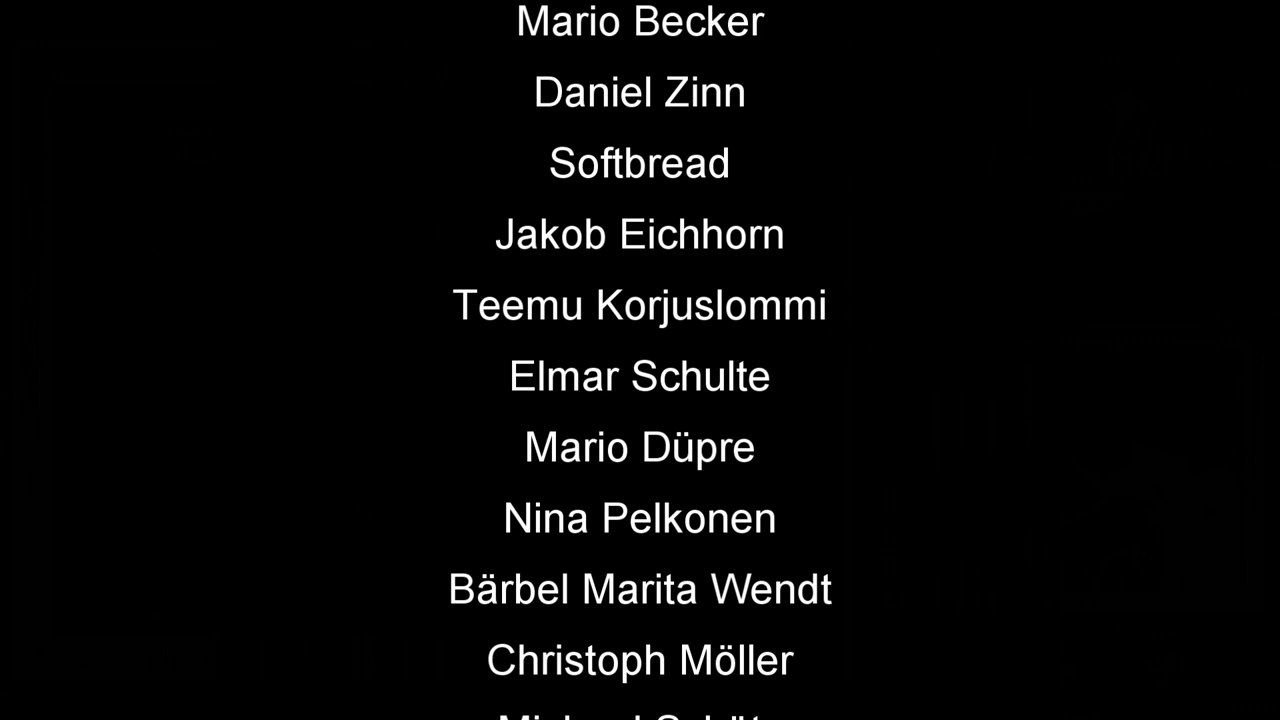 Mario Becker
Daniel Zinn
Softbread
Jakob Eichhorn
Teemu Korjuslommi
Elmar Schulte
Mario Düpre
Nina Pelkonen
Bärbel Marita Wendt
Christoph Möller